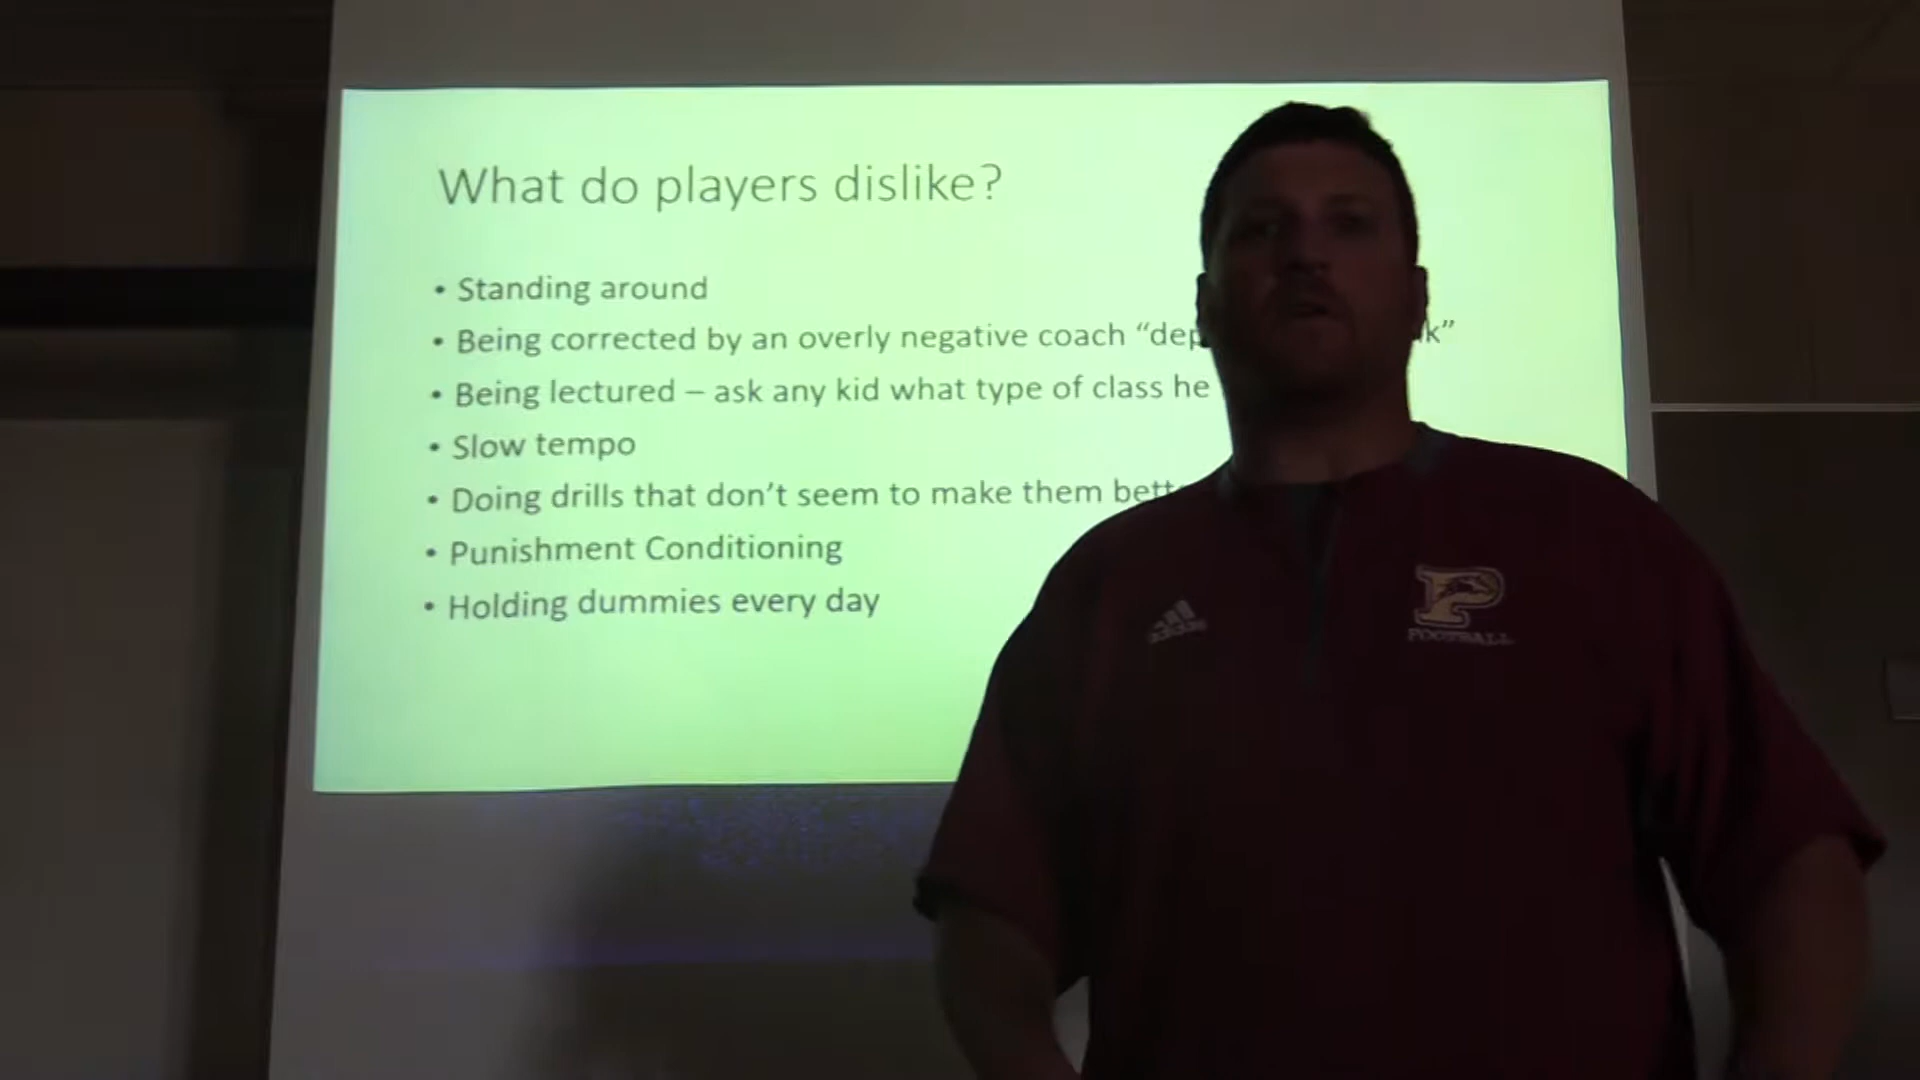 What do players dislike?
• Standing around
• Being corrected by an overly negative coach
• Being lectured – ask any kid what type of class he
• Slow tempo
• Doing drills that don't seem to make them
• Punishment Conditioning
• Holding dummies every day
adidas
P
FOOTBALL